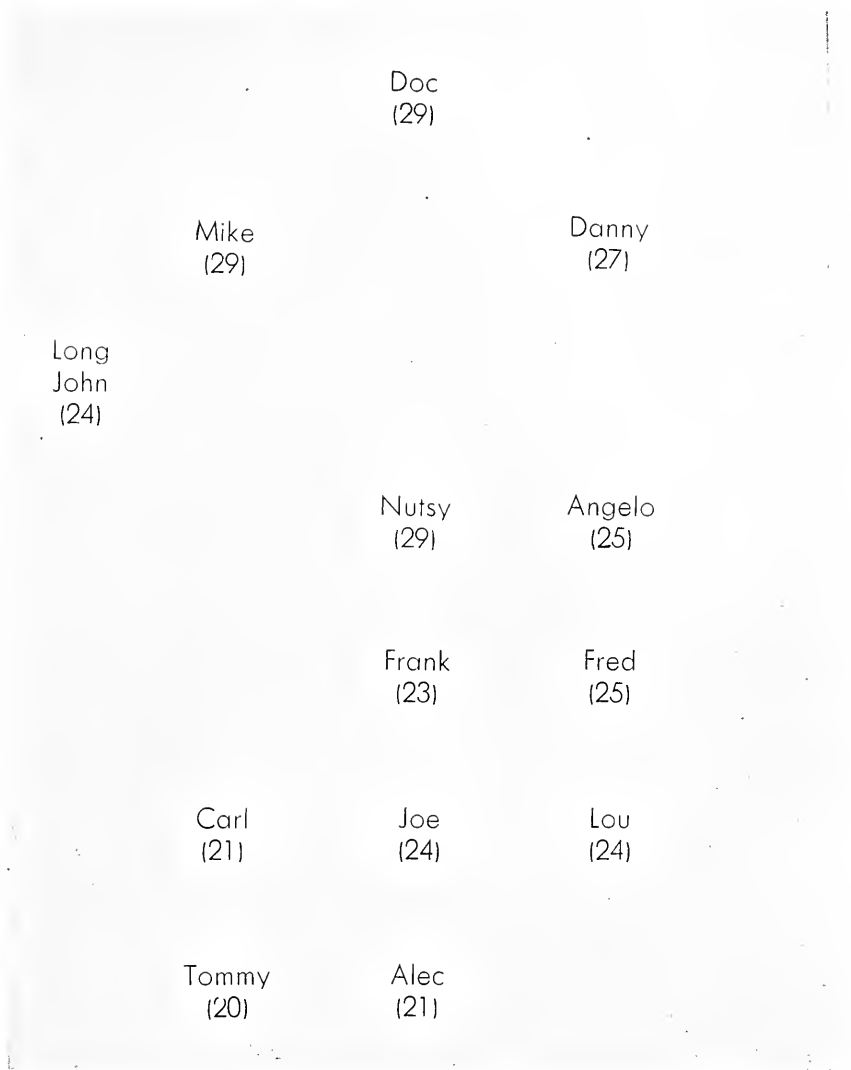 Doc
(29)
Mike
(29)
Danny
(27)
Long
John
(24)
Nutsy
(29)
Angelo
(25)
Frank
(23)
Fred
(25)
Carl
(21)
Joe
(24)
Lou
(24)
Tommy
(20)
Alec
(21)